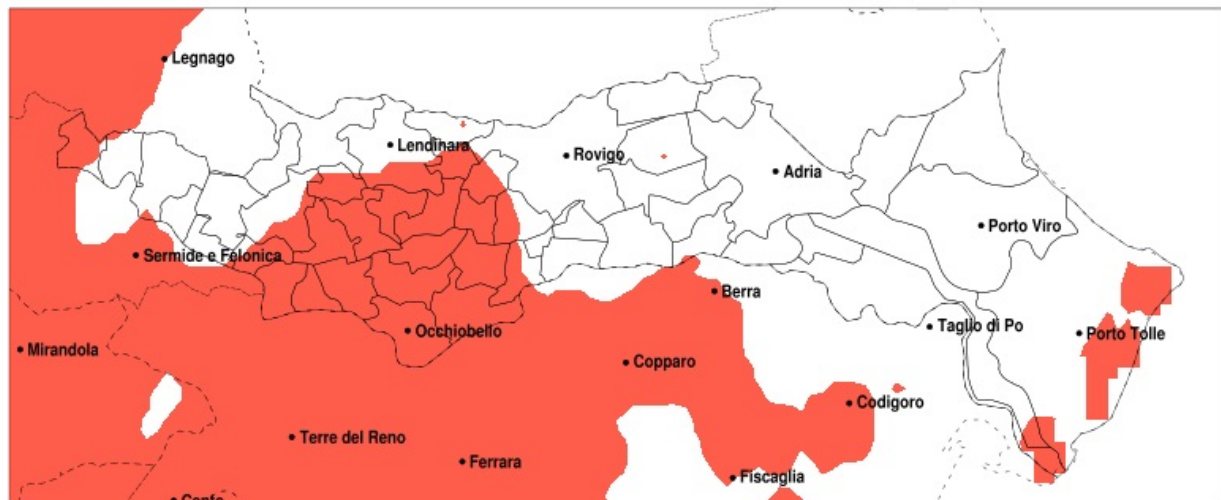 Legnago
Lendinara
Rovigo
Adria
Porto Viro
Sermide e Felonica
Berra
Taglio di Po
Porto Tolle
Occhiobello
Mirandola
Copparo
Codigoro
Terre del Reno
Ferrara
Fiscaglia